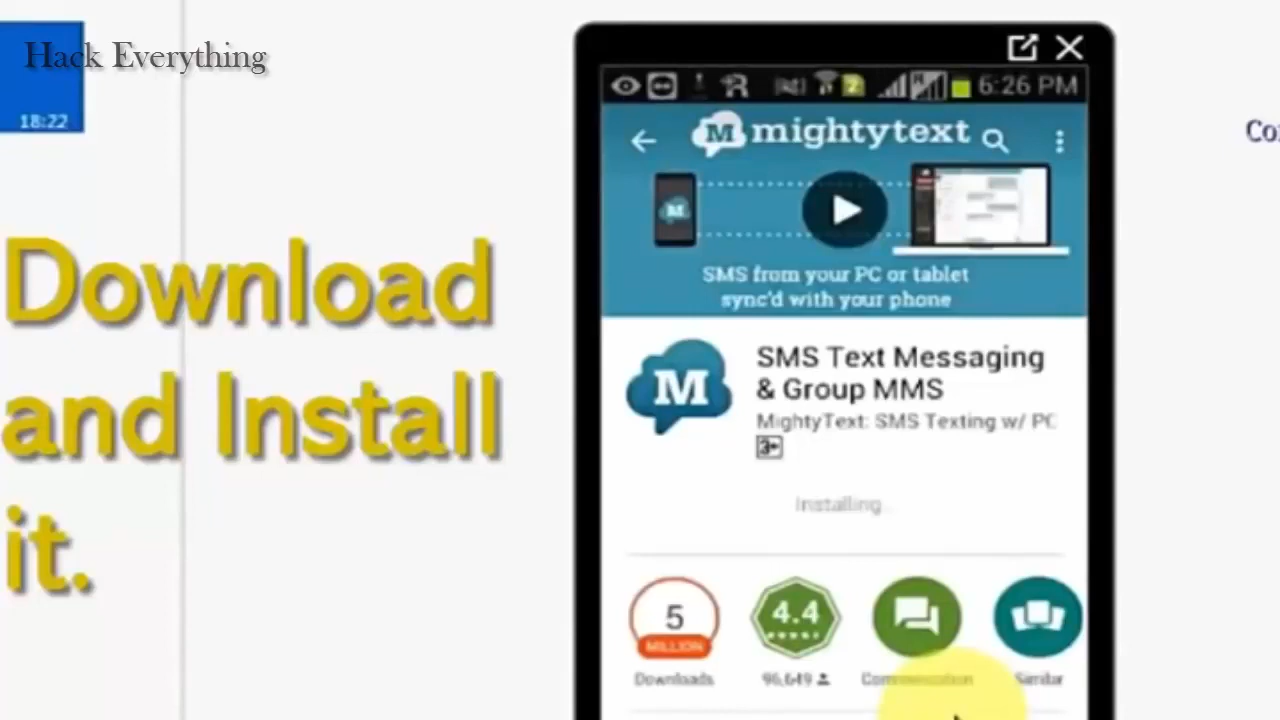 Hack Everything
18:22
Download
and Install
it.
6:26 PM
M mightytext
M
SMS from your PC or tablet
sync'd with your phone
M
SMS Text Messaging
& Group MMS
MightyText: SMS Texting w/ PC
3+
Installing..
5
MILLION
4.4
Downloads
96,649
Communication
Similar